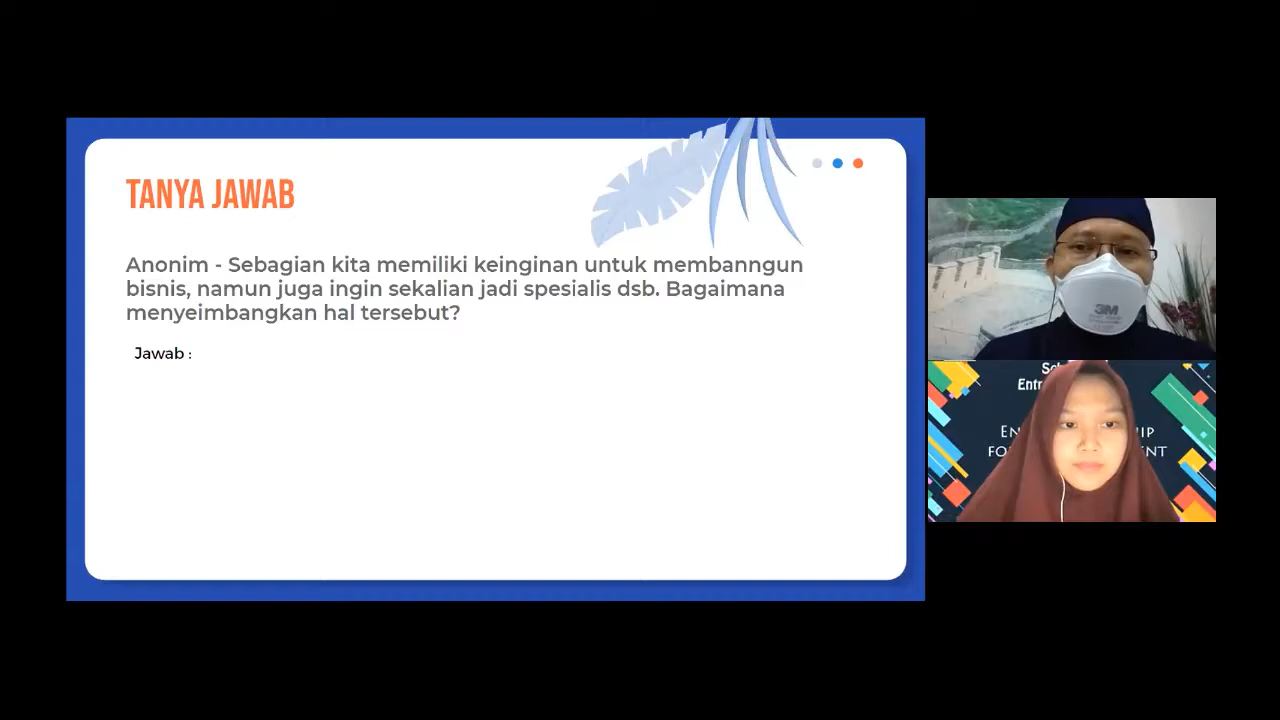 TANYA JAWAB
Anonim - Sebagian kita memiliki keinginan untuk membanngun
bisnis, namun juga ingin sekalian jadi spesialis dsb. Bagaimana
menyeimbangkan hal tersebut?
Jawab :
3M